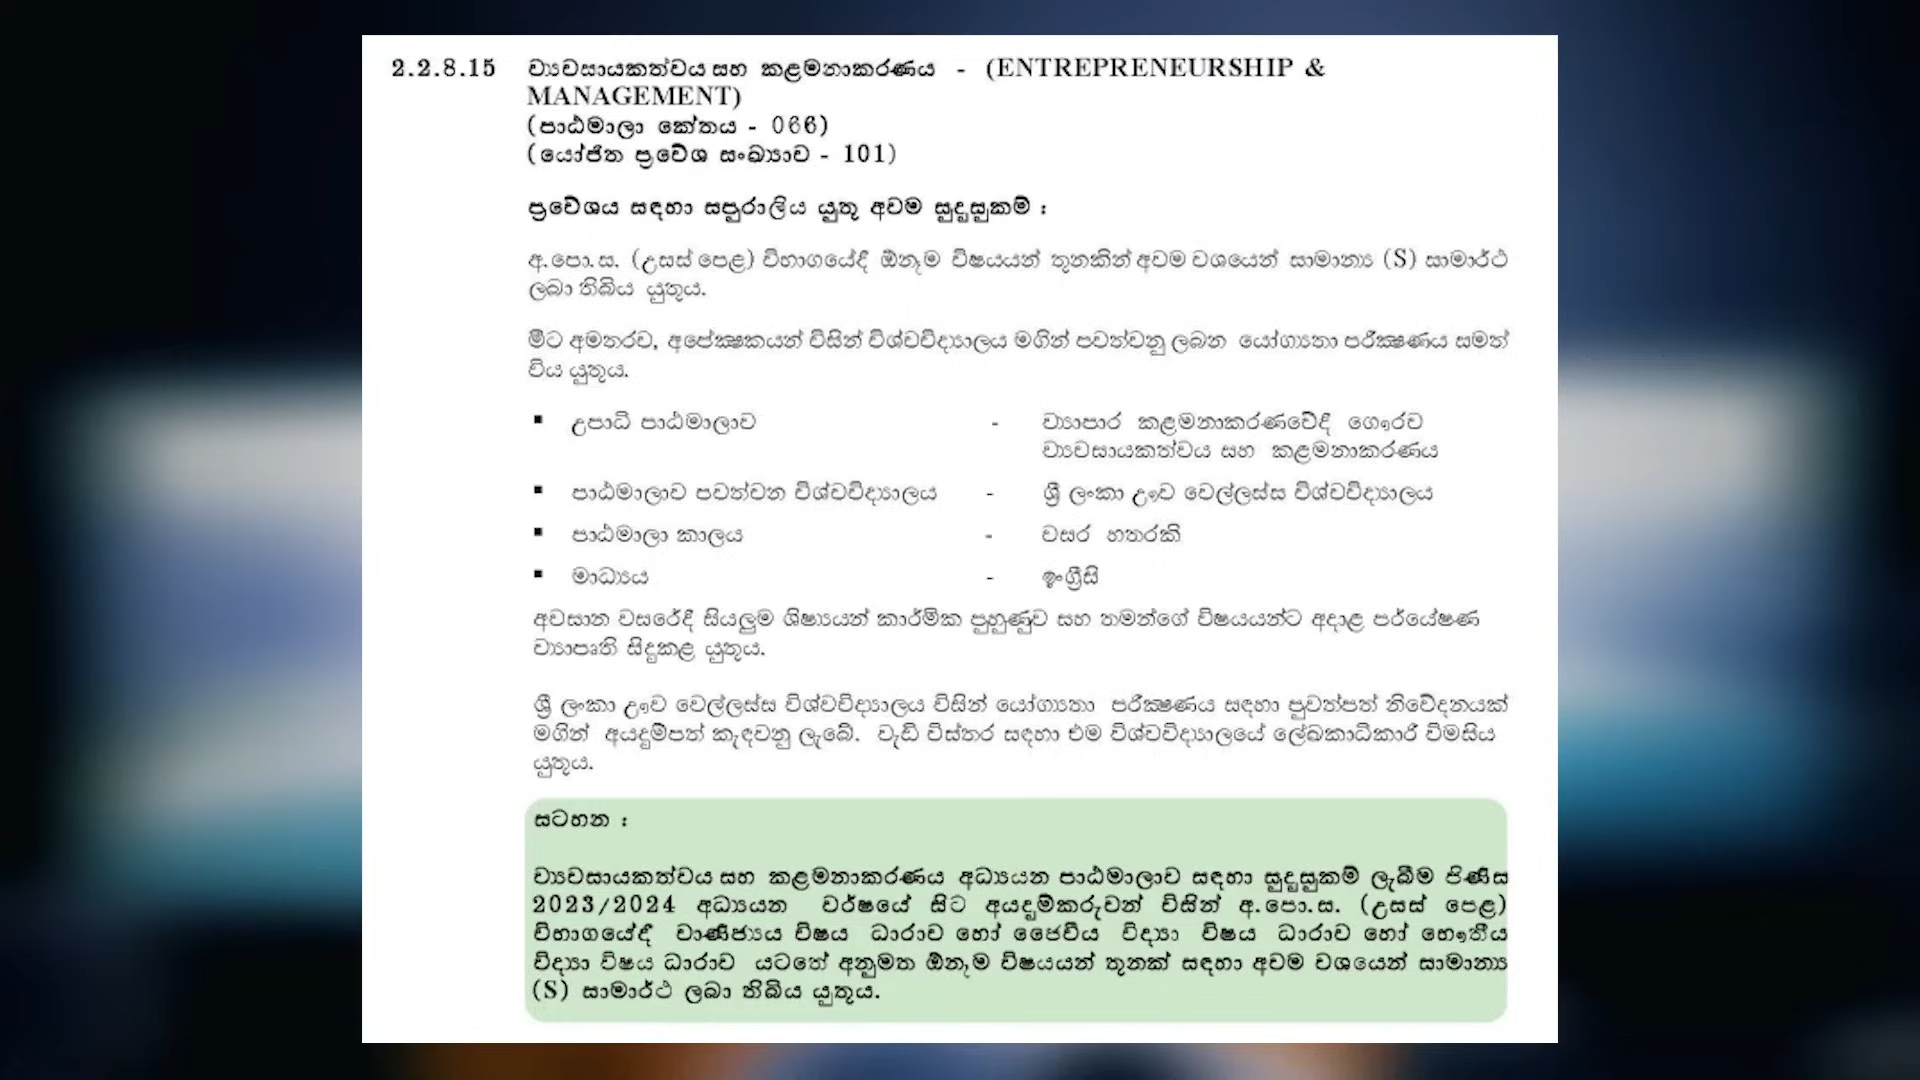 2.2.8.15 ව්‍යවසායකත්වය සහ කළමනාකරණය - (ENTREPRENEURSHIP &
MANAGEMENT)
(පාඨමාලා කේතය - 066)
(යෝජිත ප්‍රවේශ සංඛ්‍යාව - 101)
ප්‍රවේශය සඳහා සපුරාලිය යුතු අවම සුදුසුකම් :
අ.පො.ස. (උසස් පෙළ) විභාගයේදී ඕනෑම විෂයයන් තුනකින් අවම වශයෙන් සාමාන්‍ය (S) සාමාර්ථ
ලබා තිබිය යුතුය.
මීට අමතරව, අපේක්‍ෂකයන් විසින් විශ්වවිද්‍යාලය මගින් පවත්වනු ලබන යෝග්‍යතා පරීක්‍ෂණය සමත්
විය යුතුය.
▪ උපාධි පාඨමාලාව - ව්‍යාපාර කළමනාකරණවේදී ගෞරව
ව්‍යවසායකත්වය සහ කළමනාකරණය
▪ පාඨමාලාව පවත්වන විශ්වවිද්‍යාලය - ශ්‍රී ලංකා ඌව වෙල්ලස්ස විශ්වවිද්‍යාලය
▪ පාඨමාලා කාලය - වසර හතරකි
▪ මාධ්‍යය - ඉංග්‍රීසි
අවසාන වසරේදී සියලුම ශිෂ්‍යයන් කාර්මික පුහුණුව සහ තමන්ගේ විෂයයන්ට අදාළ පර්යේෂණ
ව්‍යාපෘති සිදුකළ යුතුය.
ශ්‍රී ලංකා ඌව වෙල්ලස්ස විශ්වවිද්‍යාලය විසින් යෝග්‍යතා පරීක්‍ෂණය සඳහා පුවත්පත් නිවේදනයක්
මගින් අයදුම්පත් කැඳවනු ලැබේ. වැඩි විස්තර සඳහා එම විශ්වවිද්‍යාලයේ ලේඛකාධිකාරී විමසිය
යුතුය.
සටහන :
ව්‍යවසායකත්වය සහ කළමනාකරණය අධ්‍යයන පාඨමාලාව සඳහා සුදුසුකම් ලැබීම පිණිස
2023/2024 අධ්‍යයන වර්ෂයේ සිට අයදුම්කරුවන් විසින් අ.පො.ස. (උසස් පෙළ)
විභාගයේදී වාණිජ්‍යය විෂය ධාරාව හෝ ජෛවීය විද්‍යා විෂය ධාරාව හෝ භෞතීය
විද්‍යා විෂය ධාරාව යටතේ අනුමත ඕනෑම විෂයයන් තුනක් සඳහා අවම වශයෙන් සාමාන්‍ය
(S) සාමාර්ථ ලබා තිබිය යුතුය.